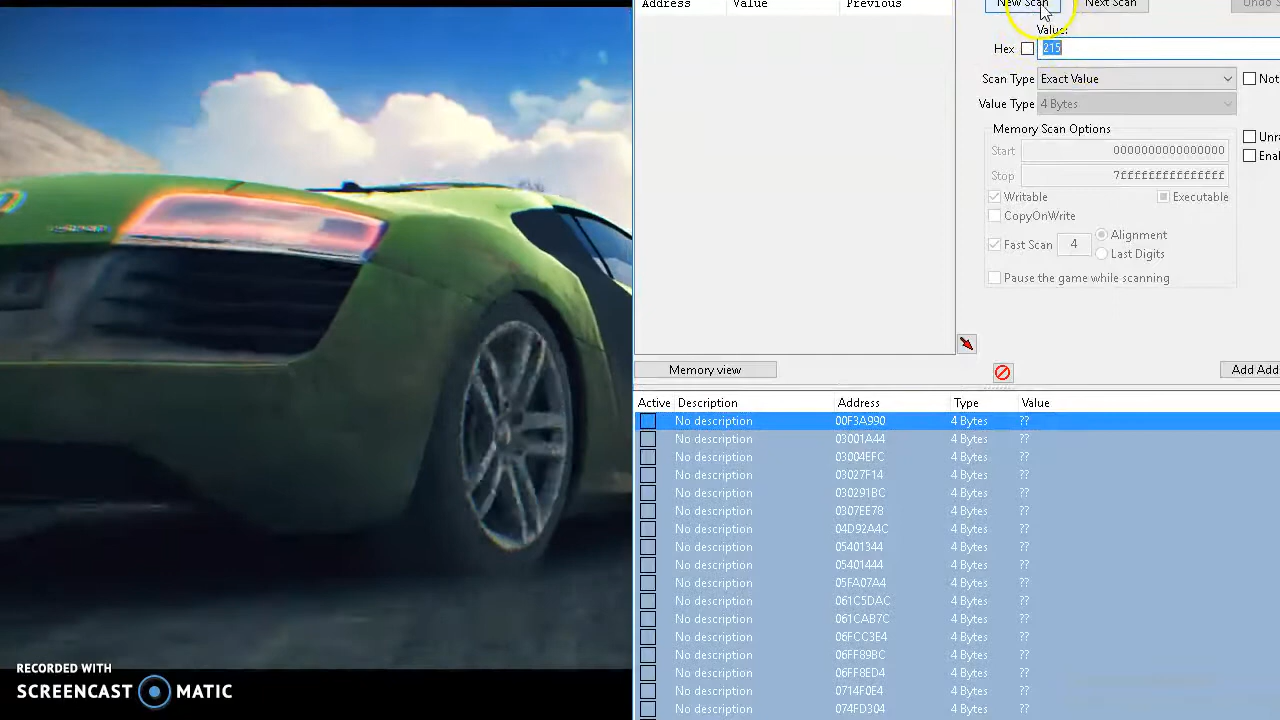 Address Value Previous
New Scan Next Scan Undo S
Value:
Hex 215
Scan Type Exact Value Not
Value Type 4 Bytes
Memory Scan Options
Start 0000000000000000
Stop 7fffffffffffffff
Writable Executable
CopyOnWrite
Fast Scan 4 Alignment
Last Digits
Pause the game while scanning
Unra
Enab
Memory view Add Add
Active Description Address Type Value
No description 00F3A990 4 Bytes ??
No description 03001A44 4 Bytes ??
No description 03004EFC 4 Bytes ??
No description 03027F14 4 Bytes ??
No description 030291BC 4 Bytes ??
No description 0307EE78 4 Bytes ??
No description 04D92A4C 4 Bytes ??
No description 05401344 4 Bytes ??
No description 05401444 4 Bytes ??
No description 05FA07A4 4 Bytes ??
No description 061C5DAC 4 Bytes ??
No description 061CAB7C 4 Bytes ??
No description 06FCC3E4 4 Bytes ??
No description 06FF89BC 4 Bytes ??
No description 06FF8ED4 4 Bytes ??
No description 0714F0E4 4 Bytes ??
No description 074FD304 4 Bytes ??
RECORDED WITH
SCREENCAST MATIC